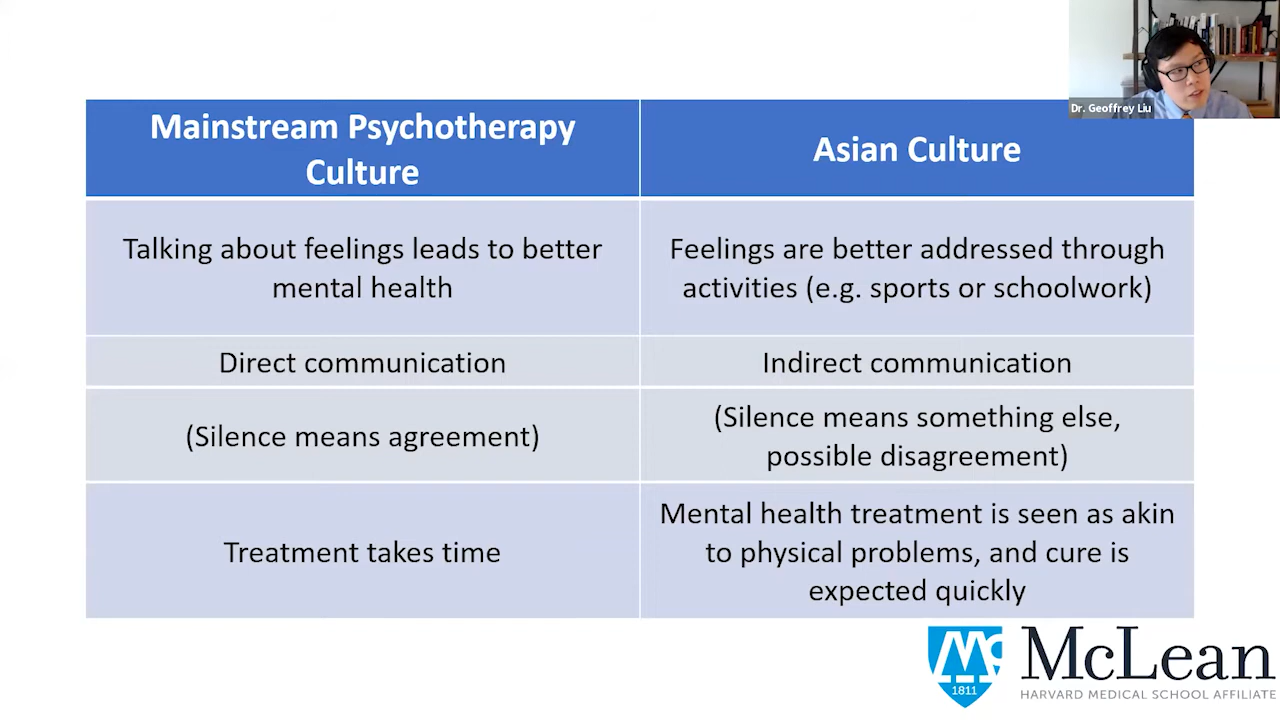 Dr. Geoffrey Liu
Mainstream Psychotherapy
Culture
Asian Culture
Talking about feelings leads to better
mental health
Feelings are better addressed through
activities (e.g. sports or schoolwork)
Direct communication
Indirect communication
(Silence means agreement)
(Silence means something else,
possible disagreement)
Treatment takes time
Mental health treatment is seen as akin
to physical problems, and cure is
expected quickly
1811
McLean
HARVARD MEDICAL SCHOOL AFFILIATE